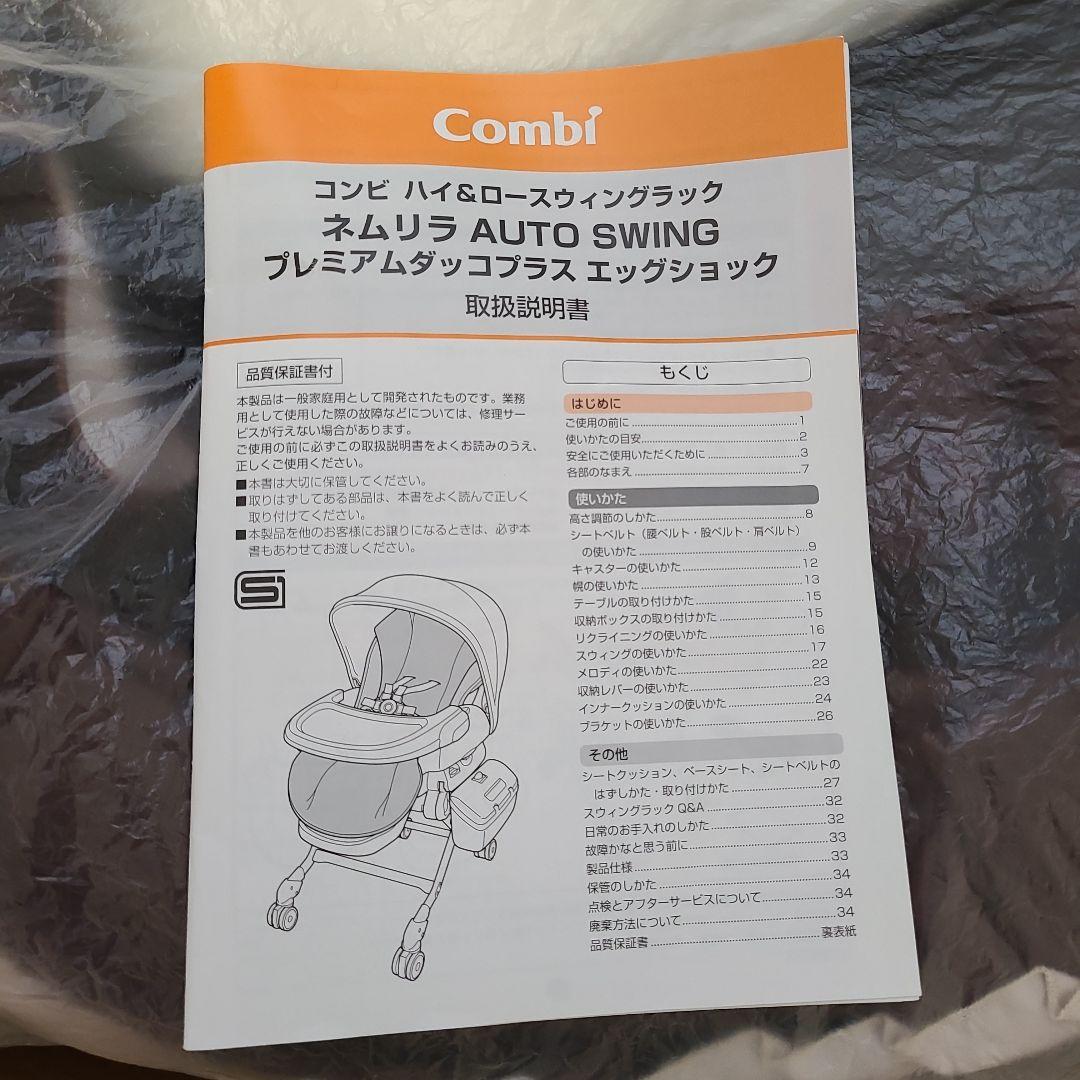 Combi
コンビ ハイ&ロースウィングラック
ネムリラ AUTO SWING
プレミアムダッコプラス エッグショック
取扱説明書
品質保証書付
本製品は一般家庭用として開発されたものです。業務
用として使用した際の故障などについては、修理サー
ビスが行えない場合があります。
ご使用の前に必ずこの取扱説明書をよくお読みのうえ、
正しくご使用ください。
■本書は大切に保管してください。
■取りはずしてある部品は、本書をよく読んで正しく
取り付けてください。
■本製品を他のお客様にお譲りになるときは、必ず本
書もあわせてお渡しください。
もくじ
はじめに
ご使用の前に 1
使いかたの目安 2
安全にご使用いただくために 3
各部のなまえ 7
使いかた
高さ調節のしかた 8
シートベルト（腰ベルト・股ベルト・肩ベルト）
の使いかた 9
キャスターの使いかた 12
幌の使いかた 13
テーブルの取り付けかた 15
収納ボックスの取り付けかた 15
リクライニングの使いかた 16
スウィングの使いかた 17
メロディの使いかた 22
収納レバーの使いかた 23
インナークッションの使いかた 24
ブラケットの使いかた 26
その他
シートクッション、ベースシート、シートベルトの
はずしかた・取り付けかた 27
スウィングラック Q&A 32
日常のお手入れのしかた 32
故障かなと思う前に 33
製品仕様 33
保管のしかた 34
点検とアフターサービスについて 34
廃棄方法について 34
品質保証書 裏表紙